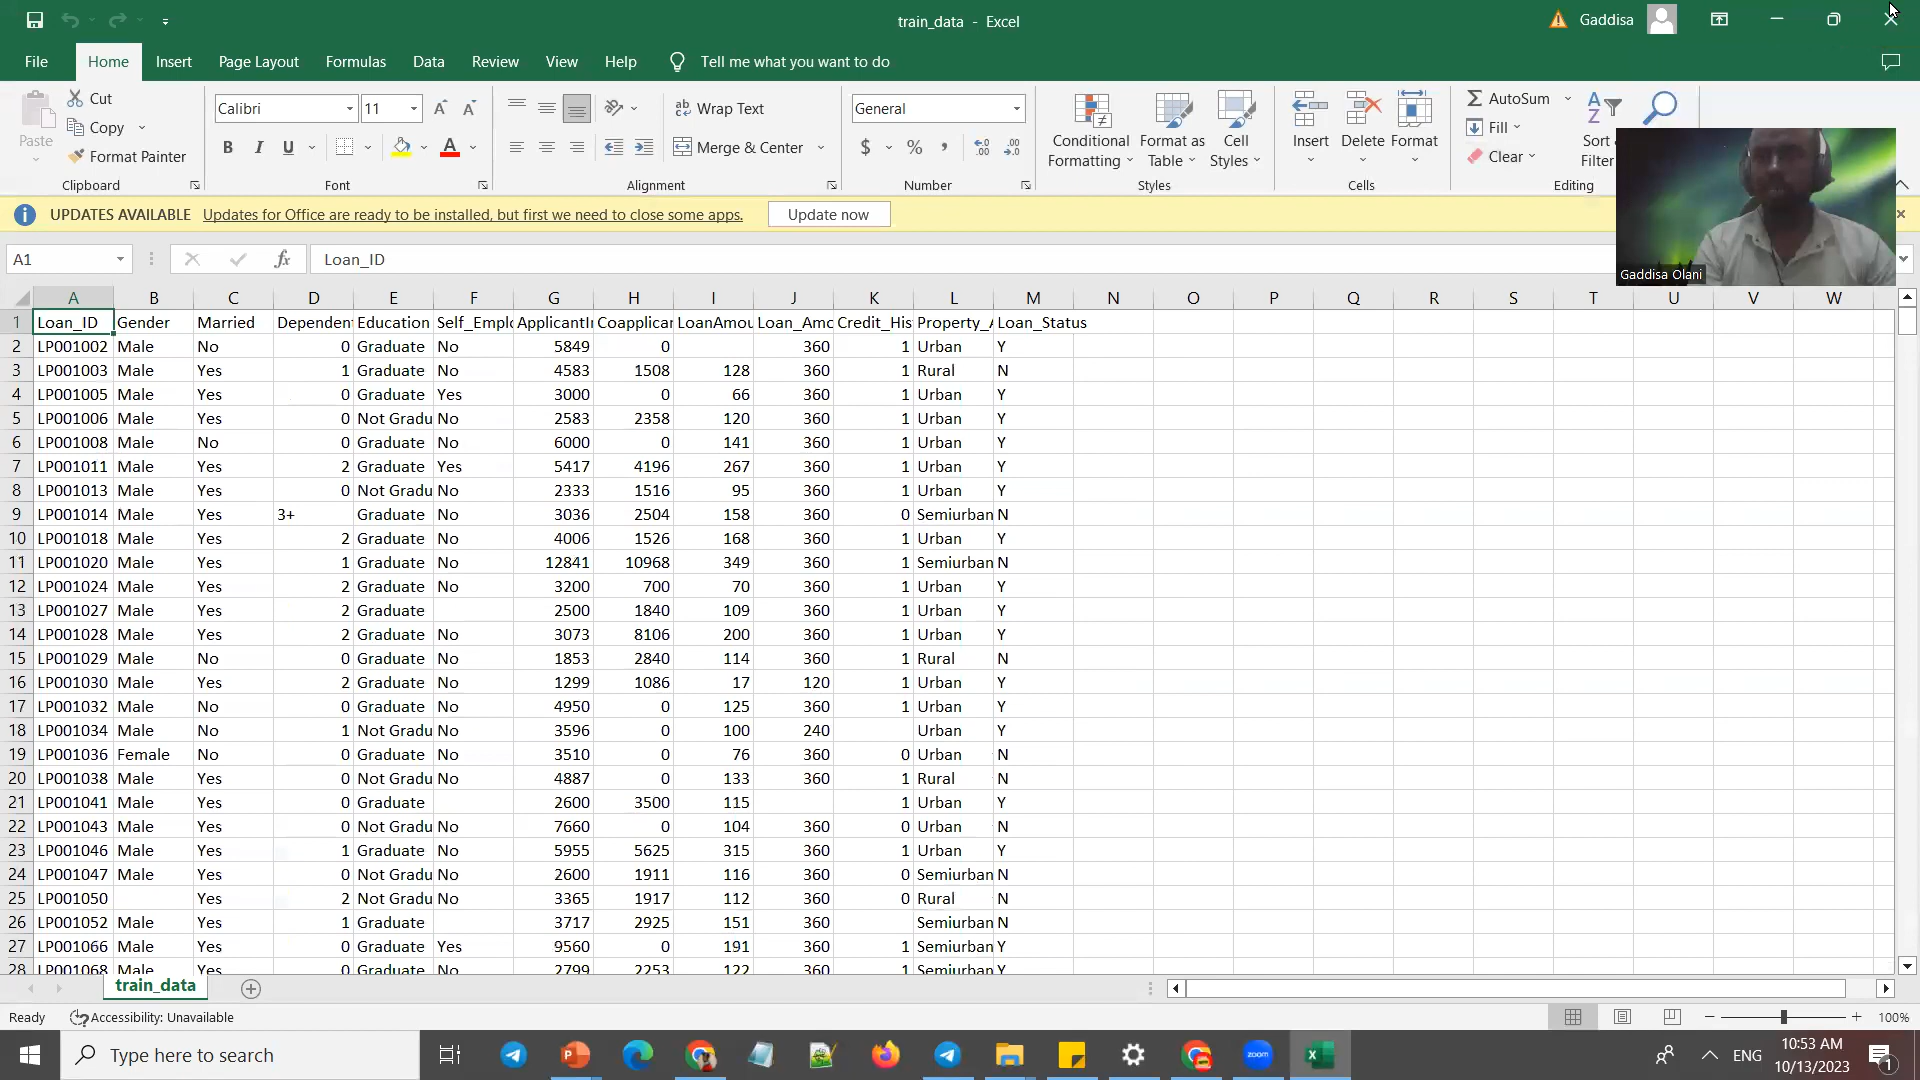 train_data - Excel
Gaddisa
File Home Insert Page Layout Formulas Data Review View Help Tell me what you want to do
Paste
Cut
Copy
Format Painter
Clipboard
Calibri 11
B I U
Font
Wrap Text
Merge & Center
Alignment
General
$ %
Number
Conditional Formatting
Format as Table
Cell Styles
Styles
Insert Delete Format
Cells
AutoSum
Fill
Clear
Sort
Filter
Editing
UPDATES AVAILABLE Updates for Office are ready to be installed, but first we need to close some apps. Update now
A1 fx Loan_ID
Gaddisa Olani
A B C D E F G H I J K L M N O P Q R S T U V W
1 Loan_ID Gender Married Dependent Education Self_Emplo ApplicantIn Coapplican LoanAmou Loan_Amo Credit_His Property_A Loan_Status
2 LP001002 Male No 0 Graduate No 5849 0 360 1 Urban Y
3 LP001003 Male Yes 1 Graduate No 4583 1508 128 360 1 Rural N
4 LP001005 Male Yes 0 Graduate Yes 3000 0 66 360 1 Urban Y
5 LP001006 Male Yes 0 Not Gradu No 2583 2358 120 360 1 Urban Y
6 LP001008 Male No 0 Graduate No 6000 0 141 360 1 Urban Y
7 LP001011 Male Yes 2 Graduate Yes 5417 4196 267 360 1 Urban Y
8 LP001013 Male Yes 0 Not Gradu No 2333 1516 95 360 1 Urban Y
9 LP001014 Male Yes 3+ Graduate No 3036 2504 158 360 0 Semiurban N
10 LP001018 Male Yes 2 Graduate No 4006 1526 168 360 1 Urban Y
11 LP001020 Male Yes 1 Graduate No 12841 10968 349 360 1 Semiurban N
12 LP001024 Male Yes 2 Graduate No 3200 700 70 360 1 Urban Y
13 LP001027 Male Yes 2 Graduate 2500 1840 109 360 1 Urban Y
14 LP001028 Male Yes 2 Graduate No 3073 8106 200 360 1 Urban Y
15 LP001029 Male No 0 Graduate No 1853 2840 114 360 1 Rural N
16 LP001030 Male Yes 2 Graduate No 1299 1086 17 120 1 Urban Y
17 LP001032 Male No 0 Graduate No 4950 0 125 360 1 Urban Y
18 LP001034 Male No 1 Not Gradu No 3596 0 100 240 Urban Y
19 LP001036 Female No 0 Graduate No 3510 0 76 360 0 Urban N
20 LP001038 Male Yes 0 Not Gradu No 4887 0 133 360 1 Rural N
21 LP001041 Male Yes 0 Graduate 2600 3500 115 1 Urban Y
22 LP001043 Male Yes 0 Not Gradu No 7660 0 104 360 0 Urban N
23 LP001046 Male Yes 1 Graduate No 5955 5625 315 360 1 Urban Y
24 LP001047 Male Yes 0 Not Gradu No 2600 1911 116 360 0 Semiurban N
25 LP001050 Yes 2 Not Gradu No 3365 1917 112 360 0 Rural N
26 LP001052 Male Yes 1 Graduate 3717 2925 151 360 Semiurban N
27 LP001066 Male Yes 0 Graduate Yes 9560 0 191 360 1 Semiurban Y
28 LP001068 Male Yes 0 Graduate No 2799 2253 122 360 1 Semiurban Y
train_data
Ready Accessibility: Unavailable 100%
Type here to search
zoom
ENG
10:53 AM
10/13/2023
1